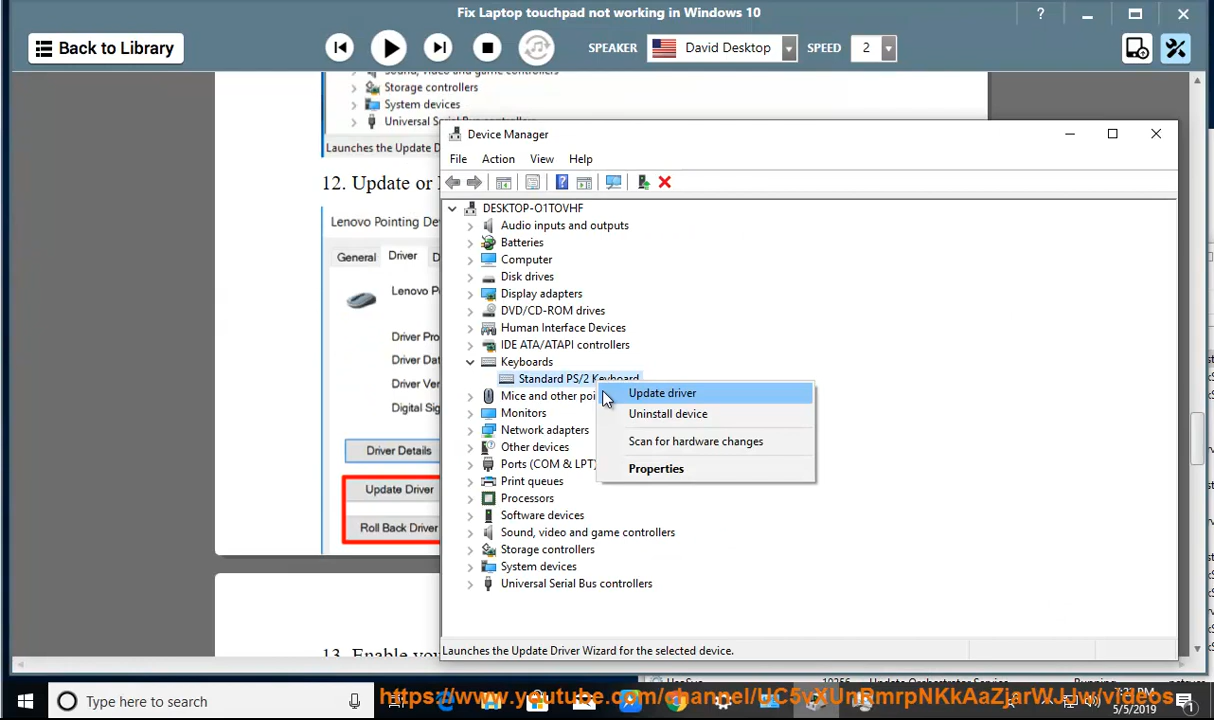 Fix Laptop touchpad not working in Windows 10
?
Back to Library
SPEAKER
David Desktop
SPEED
2
Sound, video and game controllers
Storage controllers
System devices
Universal Serial Bus controllers
Launches the Update D
12. Update or
Lenovo Pointing De
General
Driver
D
Lenovo P
Driver Pro
Driver Dat
Driver Ver
Digital Sig
Driver Details
Update Driver
Roll Back Driver
13. Enable you
Device Manager
File
Action
View
Help
DESKTOP-O1TOVHF
Audio inputs and outputs
Batteries
Computer
Disk drives
Display adapters
DVD/CD-ROM drives
Human Interface Devices
IDE ATA/ATAPI controllers
Keyboards
Standard PS/2 Keyboard
Mice and other poi
Monitors
Network adapters
Other devices
Ports (COM & LPT)
Print queues
Processors
Software devices
Sound, video and game controllers
Storage controllers
System devices
Universal Serial Bus controllers
Update driver
Uninstall device
Scan for hardware changes
Properties
Launches the Update Driver Wizard for the selected device.
Type here to search
https://www.youtube.com/channel/UC5vXUnRmrpNKkAaZjarWJJw/videos
5/5/2019
1